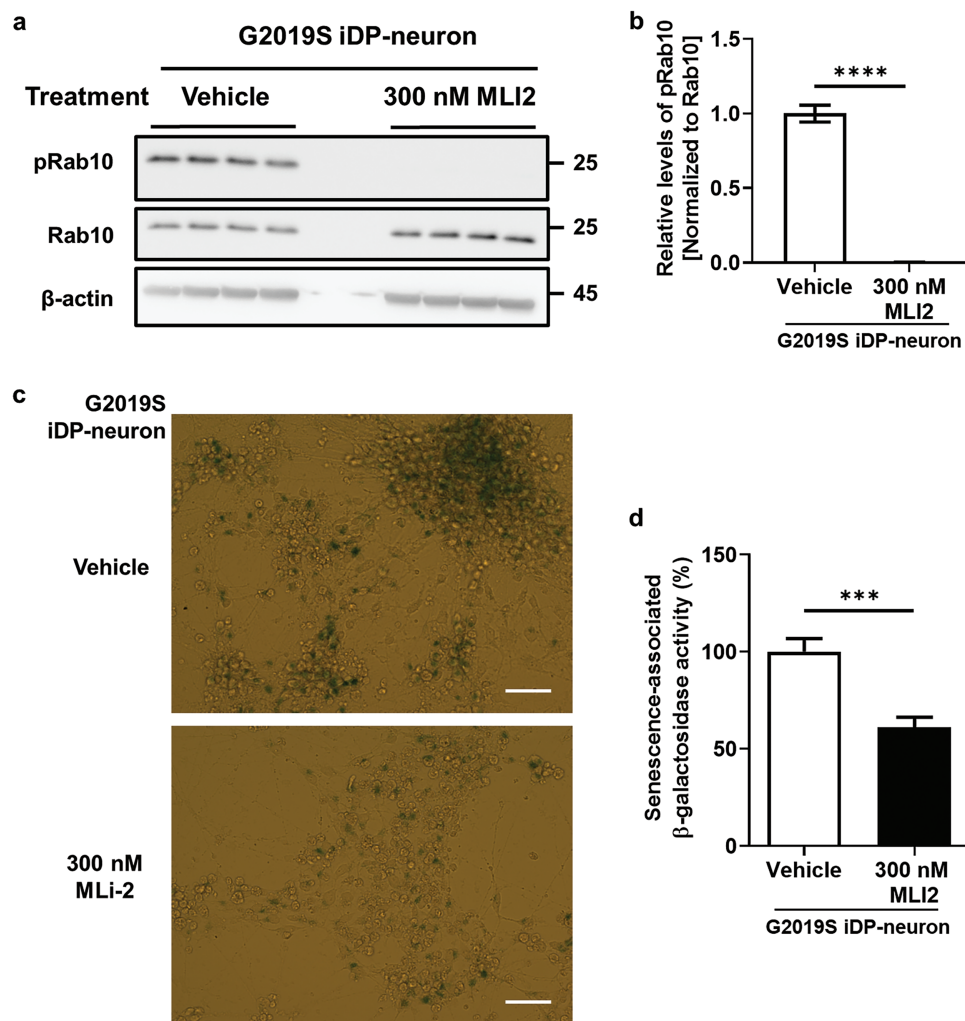 a
G2019S iDP-neuron
Treatment Vehicle 300 nM MLI2
pRab10 25
Rab10 25
β-actin 45
b
Relative levels of pRab10
[Normalized to Rab10]
1.5
1.0
0.5
0.0
****
Vehicle 300 nM
MLI2
G2019S iDP-neuron
c
G2019S
iDP-neuron
Vehicle
300 nM
MLi-2
d
Senescence-associated
β-galactosidase activity (%)
150
100
50
0
***
Vehicle 300 nM
MLI2
G2019S iDP-neuron